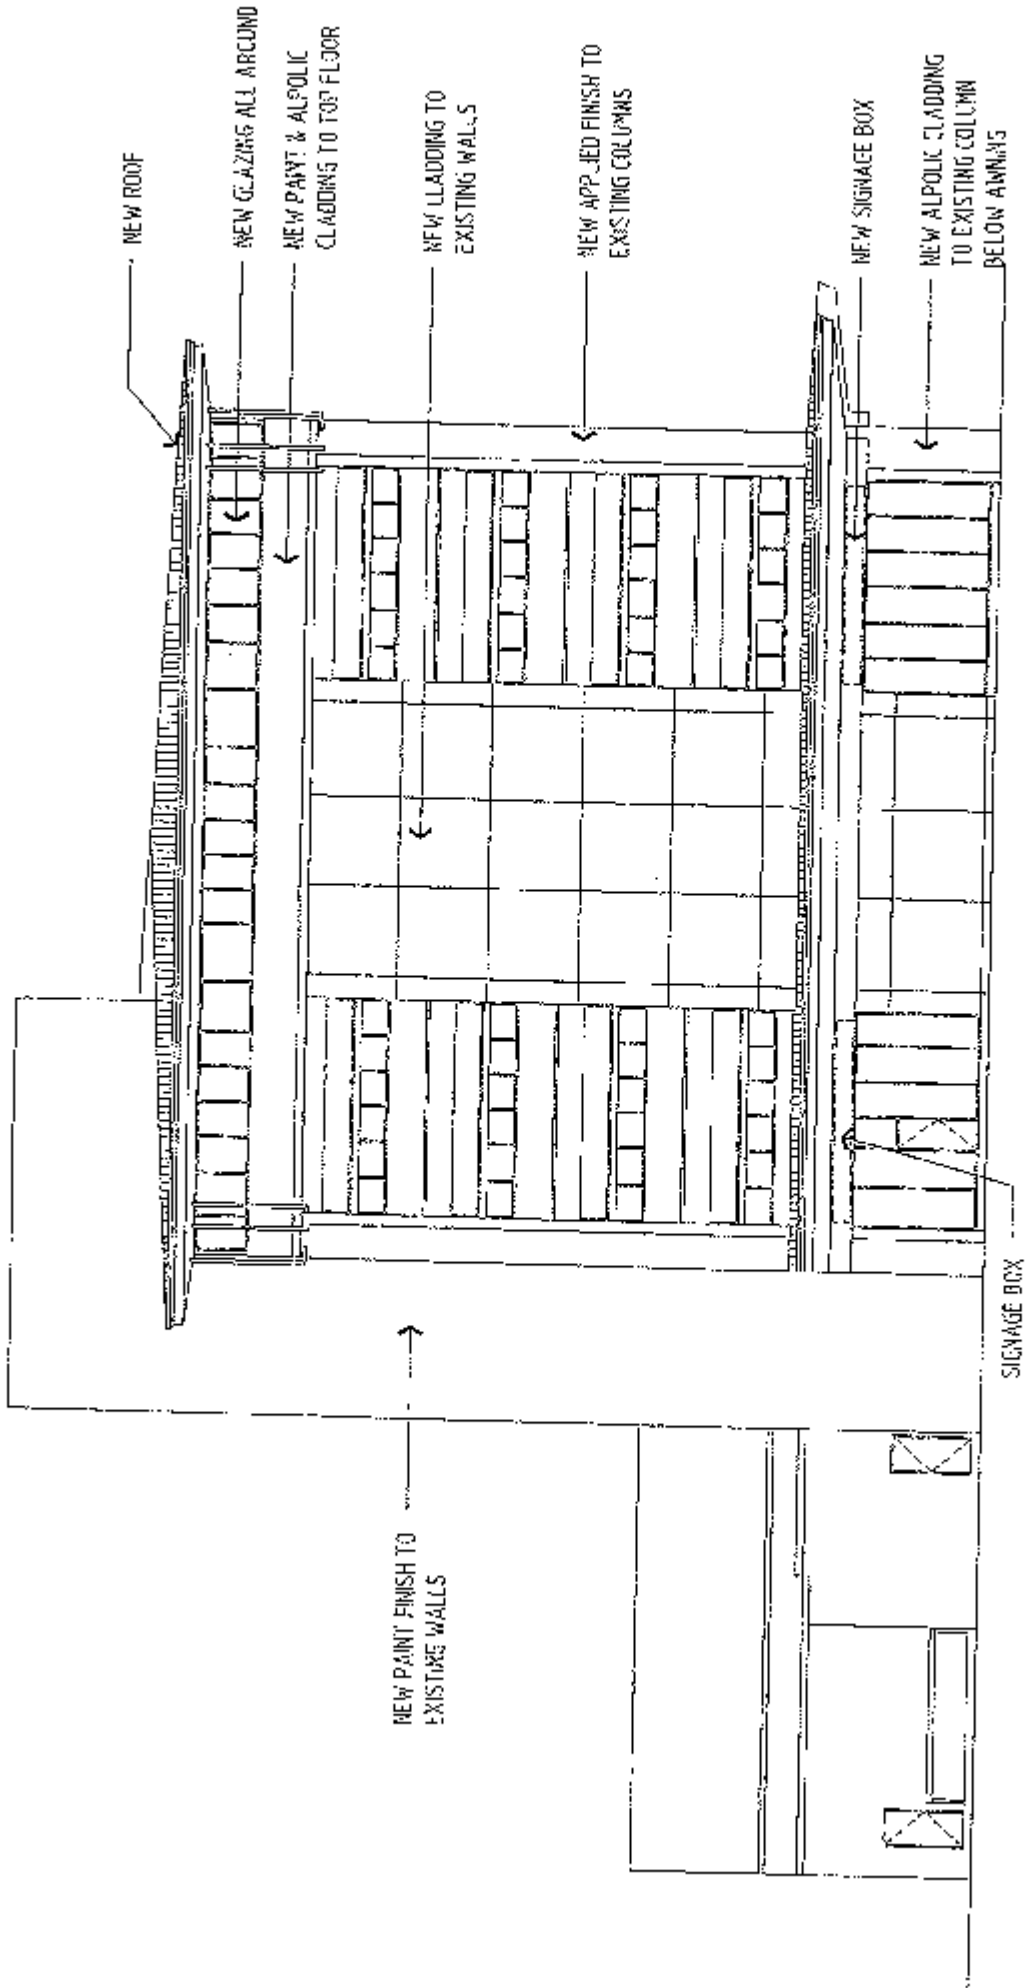 NEW ROOF
NEW GLAZING ALL AROUND
NEW PAINT & ALPOLIC
CLADDING TO TOP FLOOR
NEW CLADDING TO
EXISTING WALLS
NEW APPLIED FINISH TO
EXISTING COLUMNS
NEW SIGNAGE BOX
NEW ALPOLIC CLADDING
TO EXISTING COLUMN
BELOW AWNING
SIGNAGE BOX
NEW PAINT FINISH TO
EXISTING WALLS